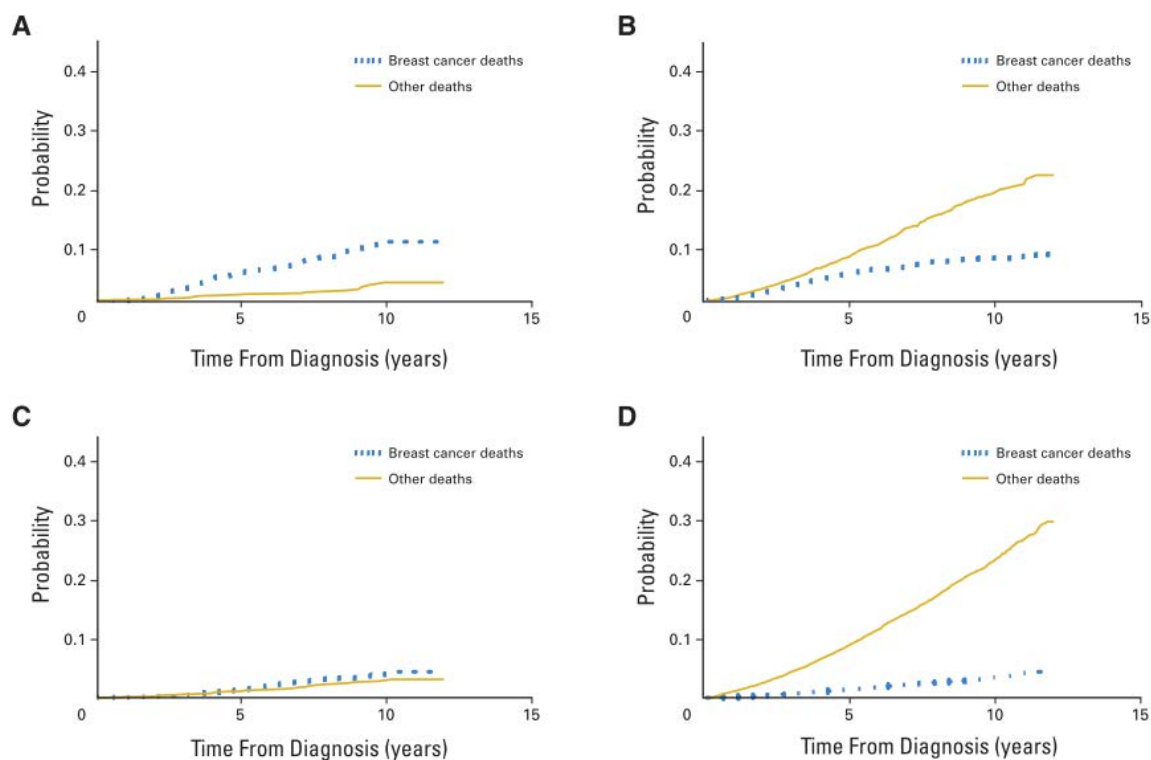 A
Breast cancer deaths
Other deaths
Probability
0.4
0.3
0.2
0.1
0
5
10
15
Time From Diagnosis (years)
B
Breast cancer deaths
Other deaths
Probability
0.4
0.3
0.2
0.1
0
5
10
15
Time From Diagnosis (years)
C
Breast cancer deaths
Other deaths
Probability
0.4
0.3
0.2
0.1
0
5
10
15
Time From Diagnosis (years)
D
Breast cancer deaths
Other deaths
Probability
0.4
0.3
0.2
0.1
0
5
10
15
Time From Diagnosis (years)